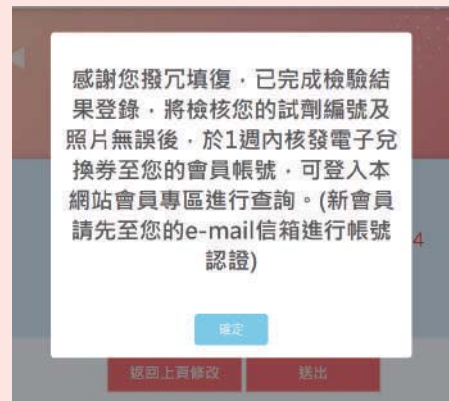 感謝您撥冗填復，已完成檢驗結
果登錄，將檢核您的試劑編號及
照片無誤後，於1週內核發電子兌
換券至您的會員帳號，可登入本
網站會員專區進行查詢。(新會員
請先至您的e-mail信箱進行帳號
認證)
4
確定
返回上頁修改
送出